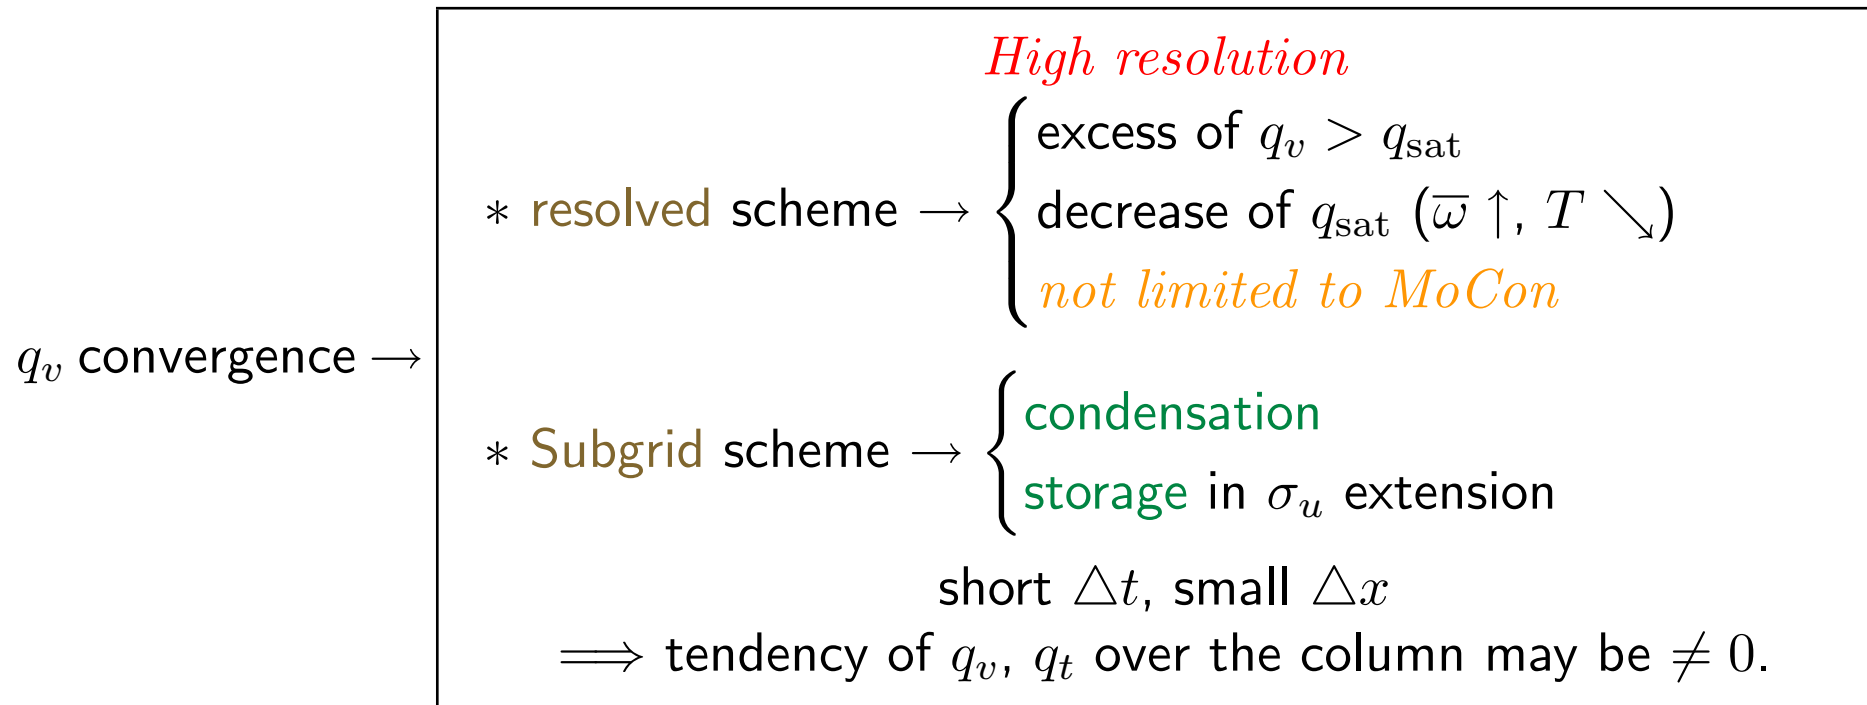 High resolution
* resolved scheme → { excess of q_v > q_sat
decrease of q_sat (ω̅ ↑, T ↘)
not limited to MoCon
q_v convergence →
* Subgrid scheme → { condensation
storage in σ_u extension
short △t, small △x
⟹ tendency of q_v, q_t over the column may be ≠ 0.